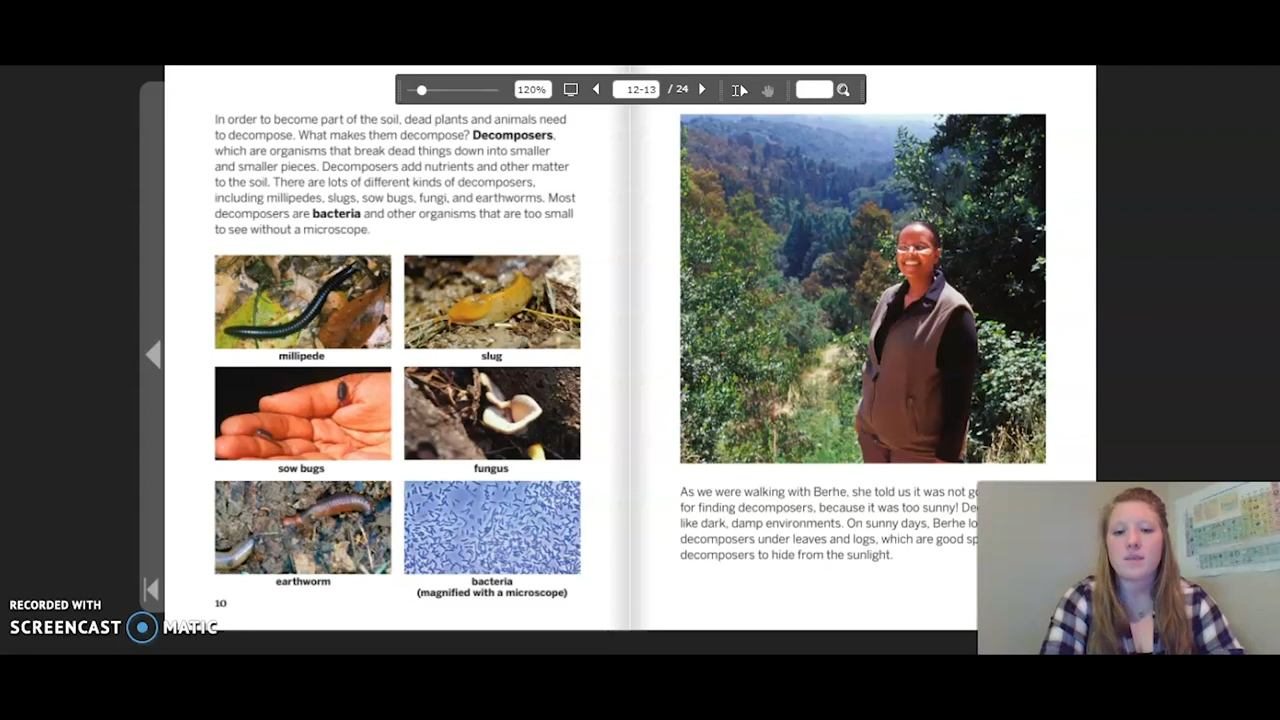 120%
12-13
/ 24
In order to become part of the soil, dead plants and animals need
to decompose. What makes them decompose? Decomposers,
which are organisms that break dead things down into smaller
and smaller pieces. Decomposers add nutrients and other matter
to the soil. There are lots of different kinds of decomposers,
including millipedes, slugs, sow bugs, fungi, and earthworms. Most
decomposers are bacteria and other organisms that are too small
to see without a microscope.
millipede
slug
sow bugs
fungus
earthworm
bacteria
(magnified with a microscope)
10
As we were walking with Berhe, she told us it was not
for finding decomposers, because it was too sunny!
like dark, damp environments. On sunny days, Berhe
decomposers under leaves and logs, which are good
decomposers to hide from the sunlight.
RECORDED WITH
SCREENCAST MATIC